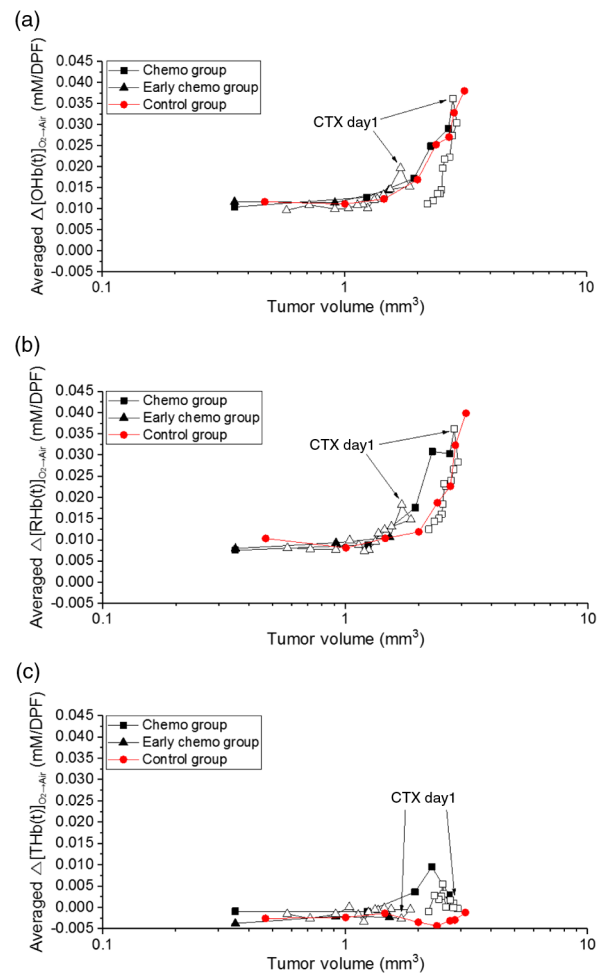 (a)
0.045
0.040
0.035
0.030
0.025
0.020
0.015
0.010
0.005
0.000
-0.005
Averaged △[OHb(t)]O₂→Air (mM/DPF)
Chemo group
Early chemo group
Control group
CTX day1
0.1 1 10
Tumor volume (mm³)
(b)
0.045
0.040
0.035
0.030
0.025
0.020
0.015
0.010
0.005
0.000
-0.005
Averaged △[RHb(t)]O₂→Air (mM/DPF)
Chemo group
Early chemo group
Control group
CTX day1
0.1 1 10
Tumor volume (mm³)
(c)
0.045
0.040
0.035
0.030
0.025
0.020
0.015
0.010
0.005
0.000
-0.005
Averaged △[THb(t)]O₂→Air (mM/DPF)
Chemo group
Early chemo group
Control group
CTX day1
0.1 1 10
Tumor volume (mm³)